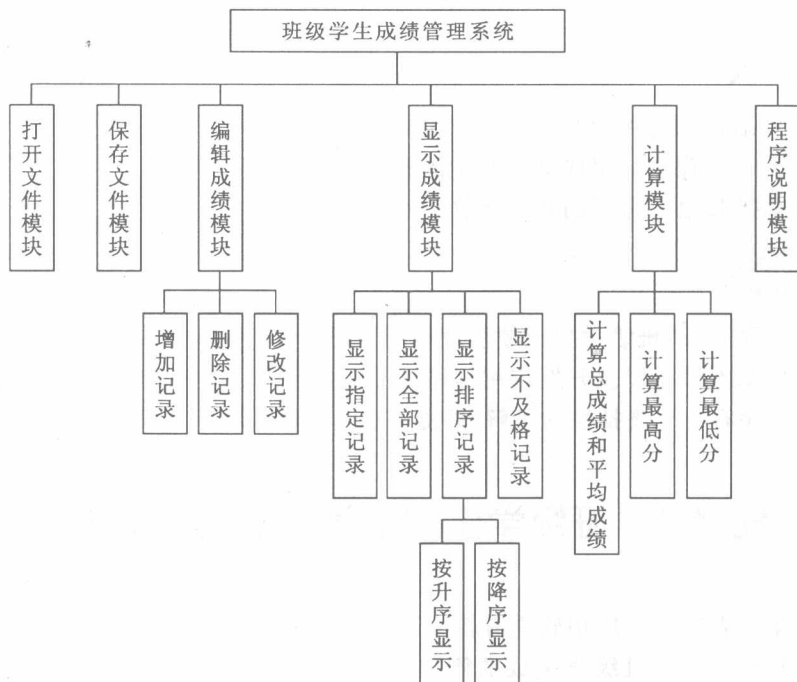 班级学生成绩管理系统
打开文件模块
保存文件模块
编辑成绩模块
显示成绩模块
计算模块
程序说明模块
增加记录
删除记录
修改记录
显示指定记录
显示全部记录
显示排序记录
显示不及格记录
计算总成绩和平均成绩
计算最高分
计算最低分
按升序显示
按降序显示